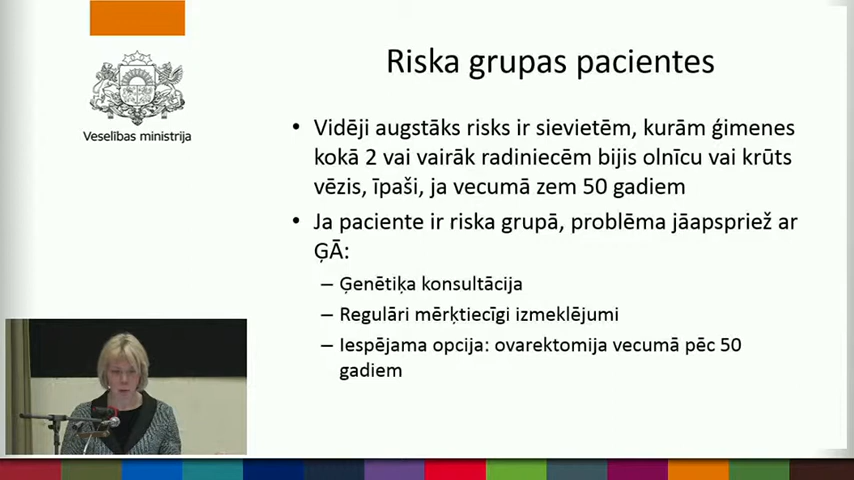 Riska grupas pacientes
Veselības ministrija
• Vidēji augstāks risks ir sievietēm, kurām ģimenes
kokā 2 vai vairāk radiniecēm bijis olnīcu vai krūts
vēzis, īpaši, ja vecumā zem 50 gadiem
• Ja paciente ir riska grupā, problēma jāapspriež ar
ĢĀ:
– Ģenētiķa konsultācija
– Regulāri mērķtiecīgi izmeklējumi
– Iespējama opcija: ovarektomija vecumā pēc 50
gadiem